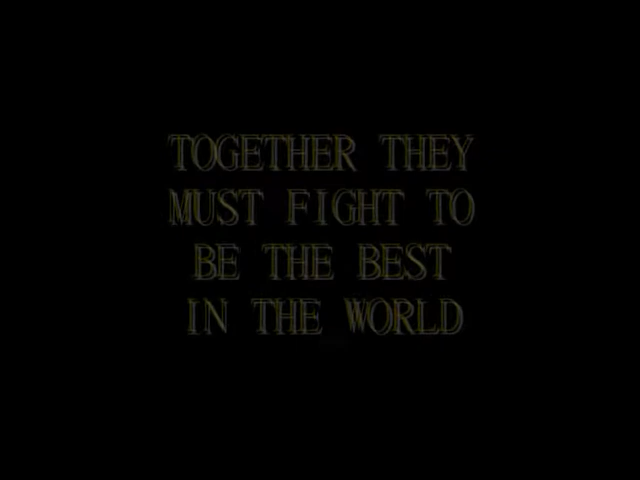 TOGETHER THEY
MUST FIGHT TO
BE THE BEST
IN THE WORLD